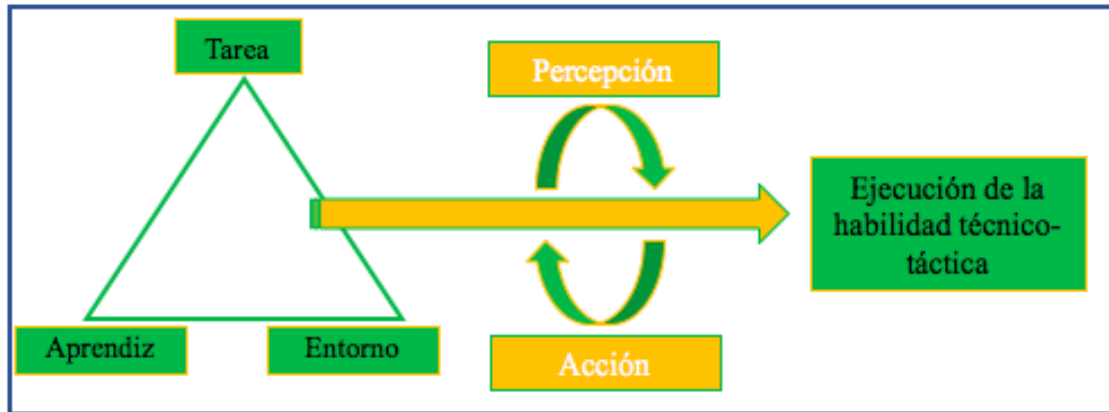 Tarea
Percepción
Ejecución de la
habilidad técnico-
táctica
Aprendiz
Entorno
Acción